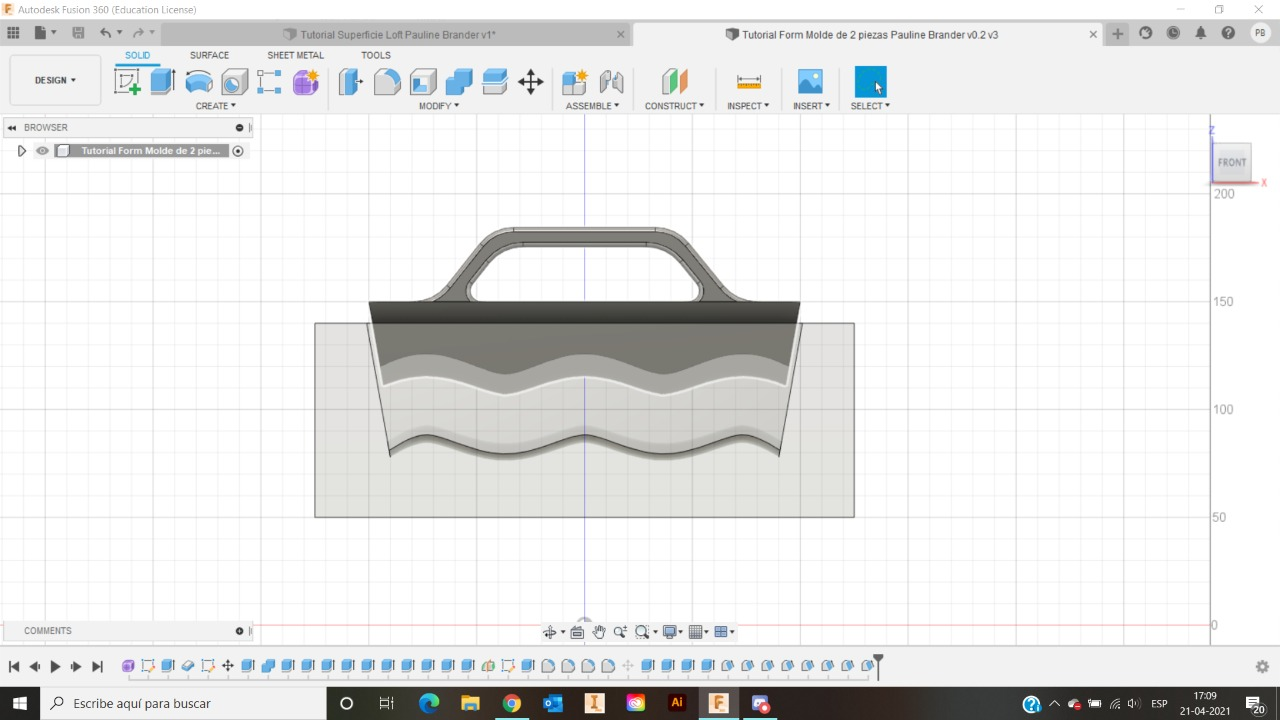 Autodesk Fusion 360 (Education License)
Tutorial Superficie Loft Pauline Brander v1*
Tutorial Form Molde de 2 piezas Pauline Brander v0.2 v3
PB
DESIGN
SOLID
SURFACE
SHEET METAL
TOOLS
CREATE
MODIFY
ASSEMBLE
CONSTRUCT
INSPECT
INSERT
SELECT
BROWSER
Tutorial Form Molde de 2 pie...
Z
FRONT
X
200
150
100
50
0
COMMENTS
Escribe aquí para buscar
Ai
ESP
17:09
21-04-2021
20